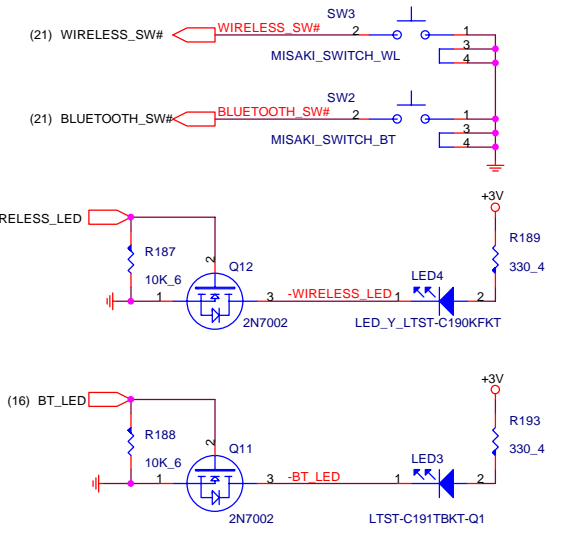 SW3
(21) WIRELESS_SW#
WIRELESS_SW#
2
1
3
4
MISAKI_SWITCH_WL
SW2
(21) BLUETOOTH_SW#
BLUETOOTH_SW#
2
1
3
4
MISAKI_SWITCH_BT
+3V
RELESS_LED
R187
10K_6
2
Q12
R189
330_4
LED4
1
3
-WIRELESS_LED
1
2
2N7002
LED_Y_LTST-C190KFKT
+3V
(16) BT_LED
R188
10K_6
2
Q11
R193
330_4
LED3
1
3
-BT_LED
1
2
2N7002
LTST-C191TBKT-Q1